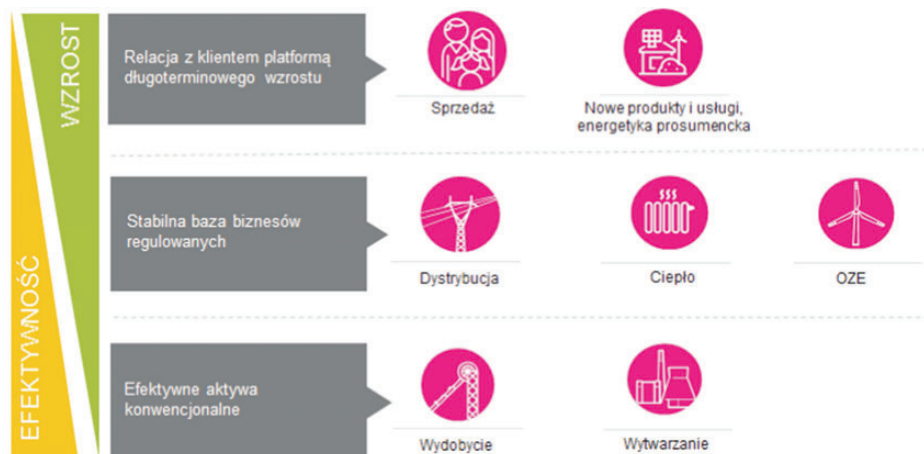 WZROST
EFEKTYWNOŚĆ
Relacja z klientem platformą
długoterminowego wzrostu
Sprzedaż
Nowe produkty i usługi,
energetyka prosumencka
Stabilna baza biznesów
regulowanych
Dystrybucja
Ciepło
OZE
Efektywne aktywa
konwencjonalne
Wydobycie
Wytwarzanie